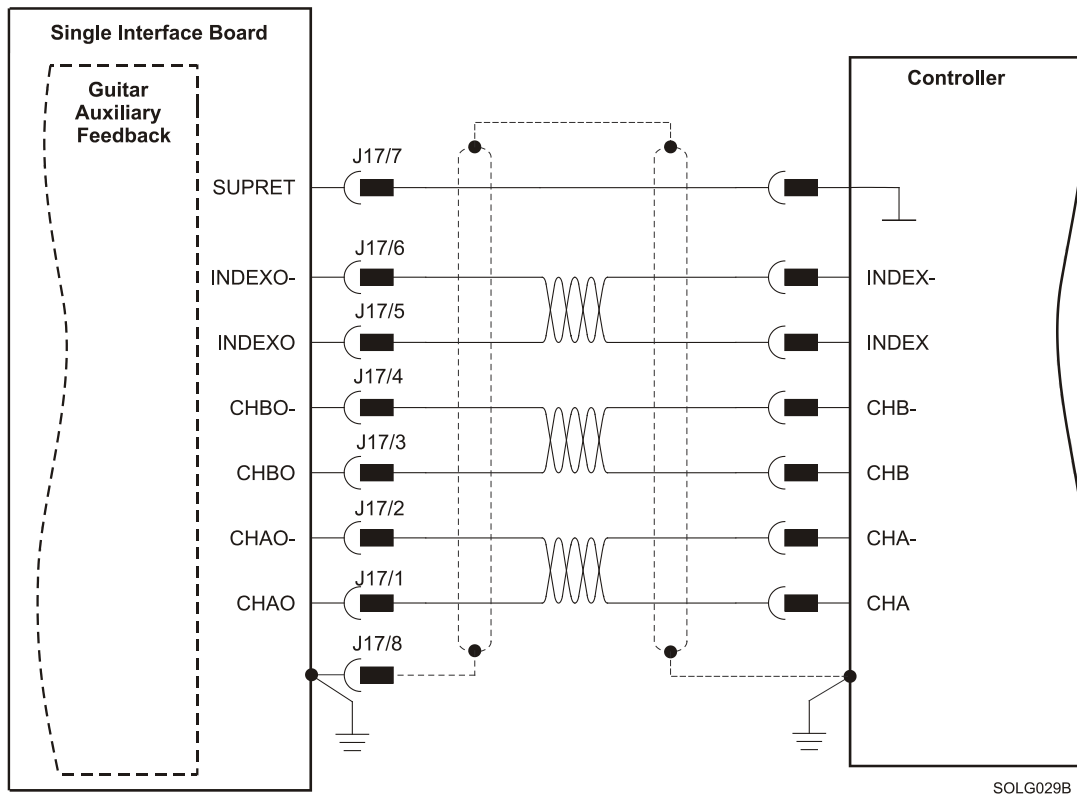 Single Interface Board
Guitar
Auxiliary
Feedback
Controller
J17/7
SUPRET
J17/6
INDEXO-
INDEX-
J17/5
INDEXO
INDEX
J17/4
CHBO-
CHB-
J17/3
CHBO
CHB
J17/2
CHAO-
CHA-
J17/1
CHAO
CHA
J17/8
SOLG029B